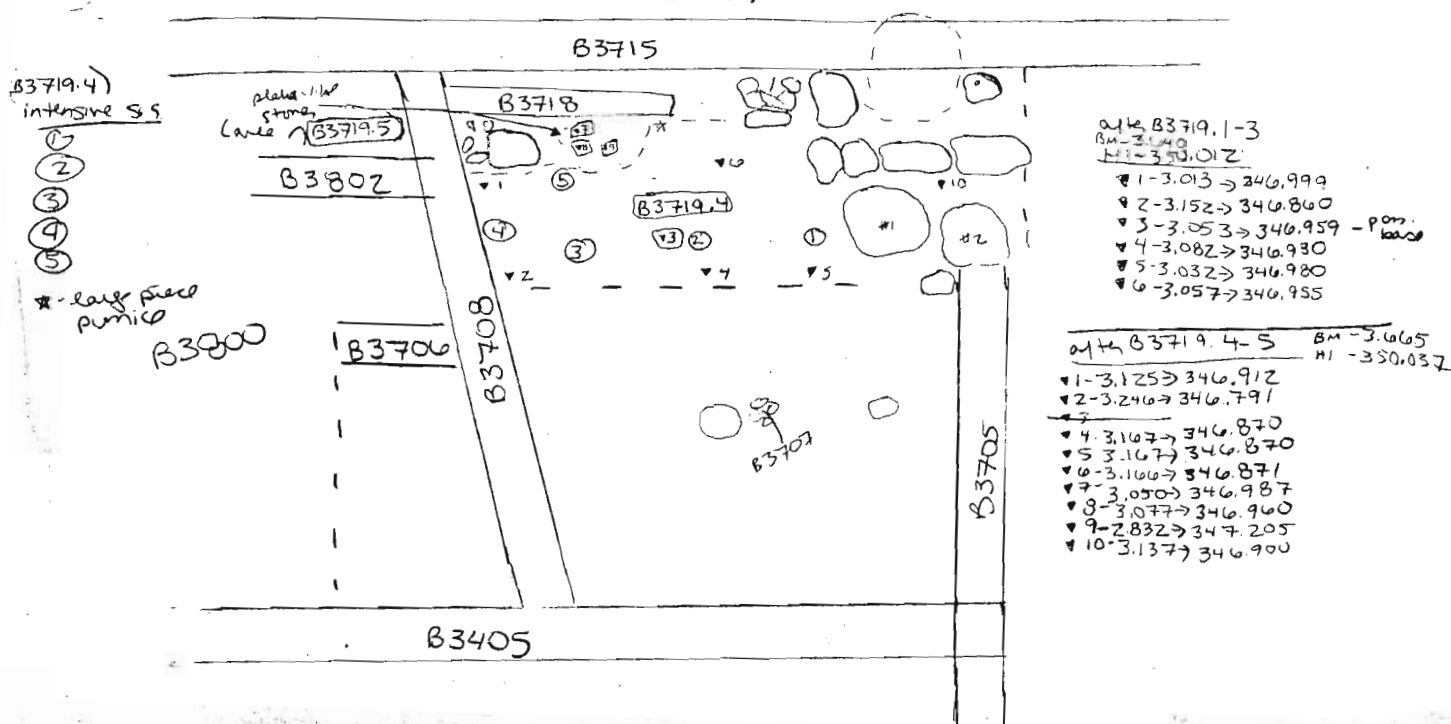 B3715
B3719.4)
intensive S.S
①
②
③
④
⑤
*-large piece
pumice
B3800
stones
B3719.5
B3718
*
B3802
▾1
⑤
▾6
B3719.4
④
③
▾3
②
①
▾2
▾4
▾5
▾7
▾8
▾9
▾10
#1
#2
B3706
B3708
B3707
B3705
B3405
after B3719.1-3
BM-3.640
HI-350.012
▾1-3.013→346.999
▾2-3.152→346.860
▾3-3.053→346.959 - pom. base
▾4-3.082→346.930
▾5-3.032→346.980
▾6-3.057→346.955
after B3719.4-5
BM-3.665
HI-350.037
▾1-3.125→346.912
▾2-3.246→346.791
▾3
▾4-3.167→346.870
▾5 3.167→346.870
▾6-3.166→346.871
▾7-3.050→346.987
▾8-3.077→346.960
▾9-2.832→347.205
▾10-3.137→346.900